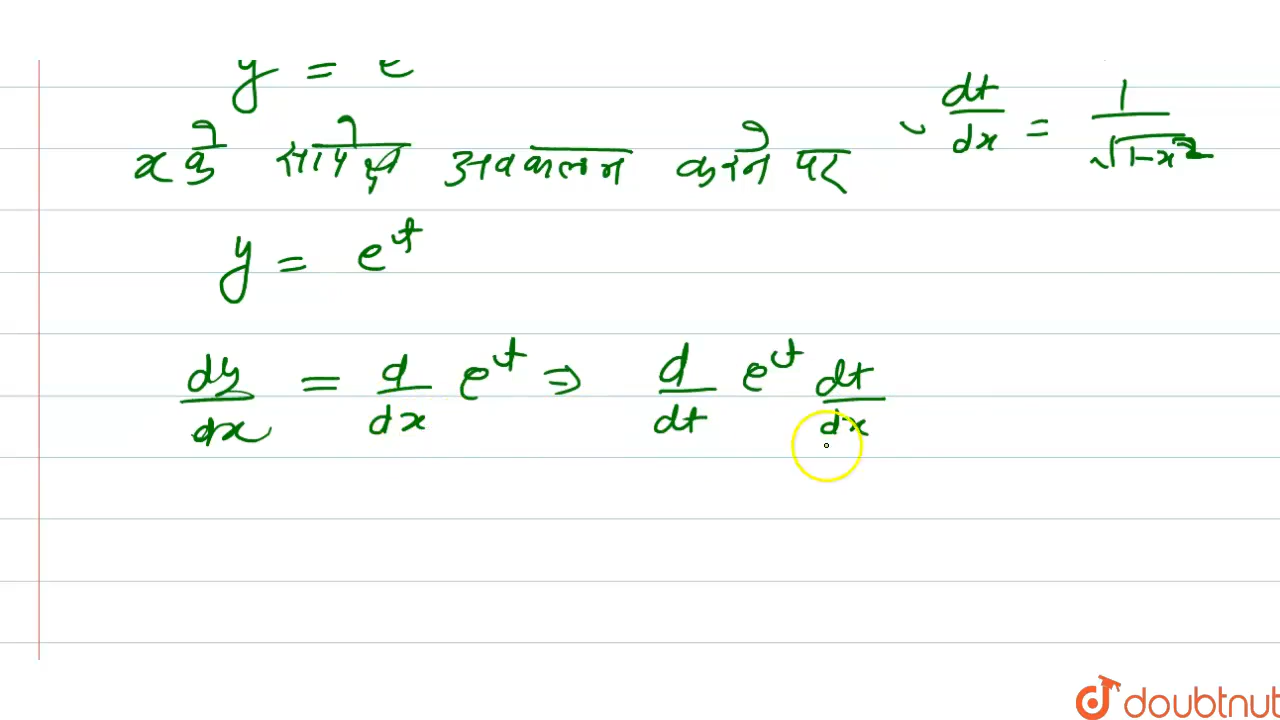 y = e
dt/dx = 1/√(1-x²)
x के सापेक्ष अवकलन करने पर
y = e^t
dy/dx = d/dx e^t ⇒ d/dt e^t dt/dx
doubtnut